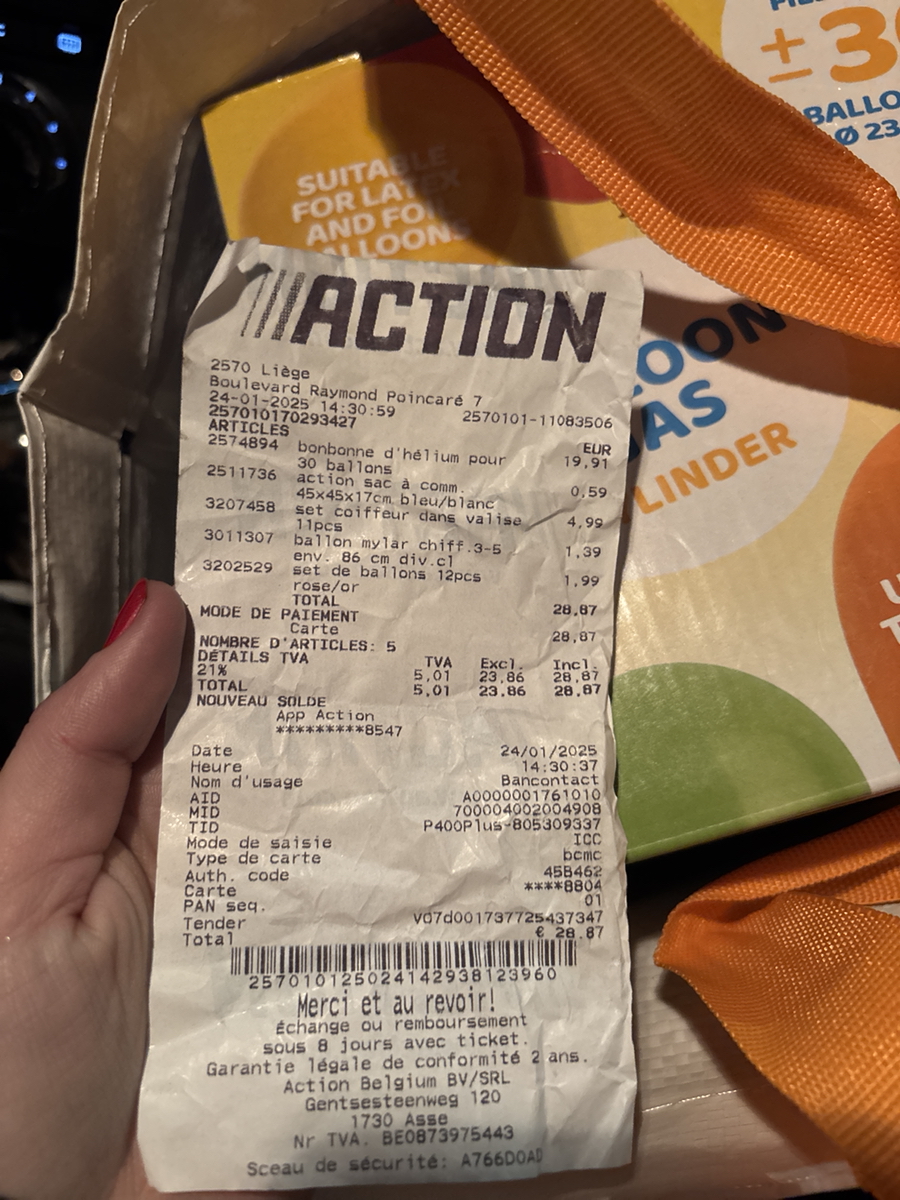 ± 3
BALLO
Ø 23
SUITABLE
FOR LATEX
AND FOIL
ALLOONS
OON
GAS
LINDER
ACTION
2570 Liège
Boulevard Raymond Poincaré 7
24-01-2025 14:30:59 2570101-11083506
257010170293427
ARTICLES EUR
2574894 bonbonne d'hélium pour 19,91
30 ballons
2511736 action sac à comm. 0,59
45x45x17cm bleu/blanc
3207458 set coiffeur dans valise 4,99
11pcs
3011307 ballon mylar chiff.3-5 1,39
env. 86 cm div.cl
3202529 set de ballons 12pcs 1,99
rose/or
TOTAL 28,87
MODE DE PAIEMENT
Carte 28,87
NOMBRE D'ARTICLES: 5
DÉTAILS TVA TVA Excl. Incl.
21% 5,01 23,86 28,87
TOTAL 5,01 23,86 28,87
NOUVEAU SOLDE
App Action
*********8547
Date 24/01/2025
Heure 14:30:37
Nom d'usage Bancontact
AID A0000001761010
MID 700004002004908
TID P400Plus-805309337
Mode de saisie ICC
Type de carte bcmc
Auth. code 45B462
Carte ****8804
PAN seq. 01
Tender V07d001737725437347
Total € 28.87
257010125024142938123960
Merci et au revoir!
échange ou remboursement
sous 8 jours avec ticket.
Garantie légale de conformité 2 ans.
Action Belgium BV/SRL
Gentsesteenweg 120
1730 Asse
Nr TVA. BE0873975443
Sceau de sécurité: A766D0AD